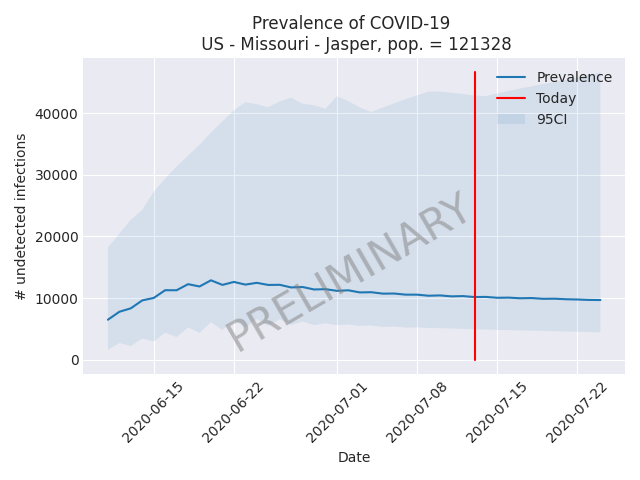 Prevalence of COVID-19
US - Missouri - Jasper, pop. = 121328
# undetected infections
40000
30000
20000
10000
0
Prevalence
Today
95CI
PRELIMINARY
2020-06-15
2020-06-22
2020-07-01
2020-07-08
2020-07-15
2020-07-22
Date